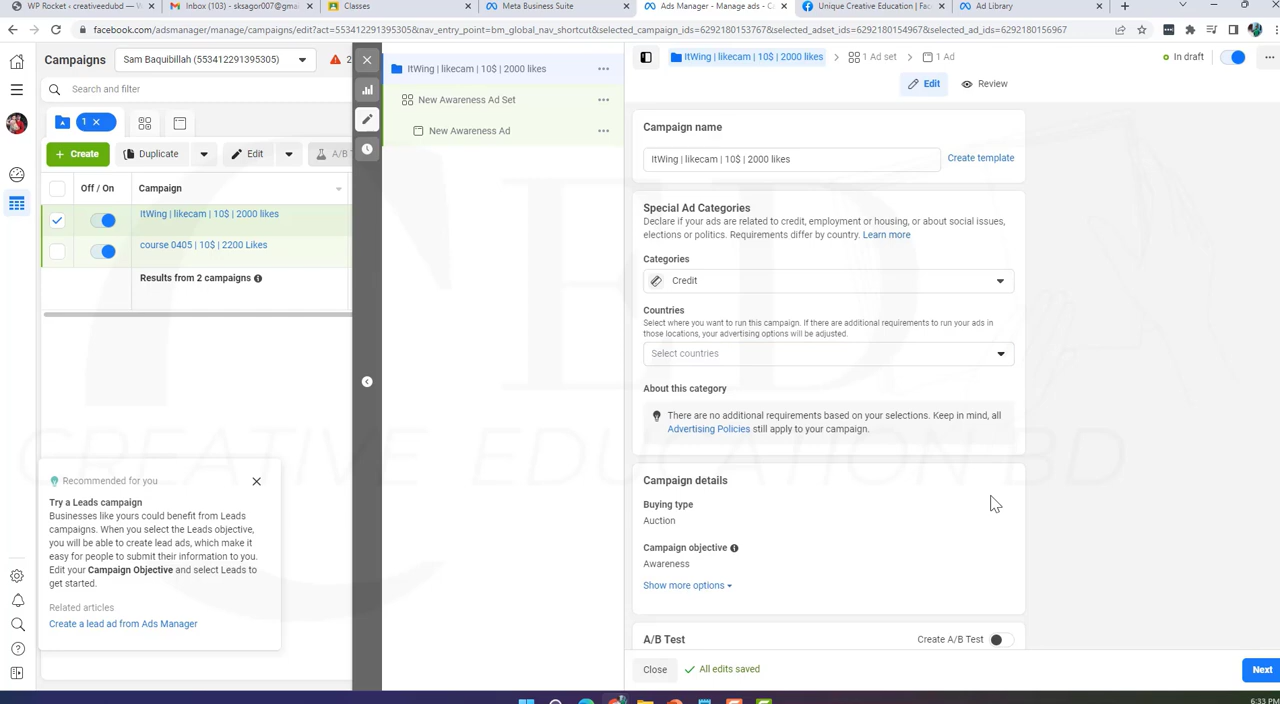 WP Rocket ‹ creativeedubd — W
Inbox (103) - sksagor007@gmai
Classes
Meta Business Suite
Ads Manager - Manage ads - C
Unique Creative Education | Fac
Ad Library
facebook.com/adsmanager/manage/campaigns/edit?act=553412291395305&nav_entry_point=bm_global_nav_shortcut&selected_campaign_ids=6292180153767&selected_adset_ids=6292180154967&selected_ad_ids=6292180156967
Campaigns
Sam Baquibillah (553412291395305)
2
ItWing | likecam | 10$ | 2000 likes
ItWing | likecam | 10$ | 2000 likes
1 Ad set
1 Ad
In draft
Search and filter
New Awareness Ad Set
Edit
Review
1
New Awareness Ad
Campaign name
Create
Duplicate
Edit
A/B T
ItWing | likecam | 10$ | 2000 likes
Create template
Off / On
Campaign
ItWing | likecam | 10$ | 2000 likes
course 0405 | 10$ | 2200 Likes
Results from 2 campaigns
Special Ad Categories
Declare if your ads are related to credit, employment or housing, or about social issues,
elections or politics. Requirements differ by country. Learn more
Categories
Credit
Countries
Select where you want to run this campaign. If there are additional requirements to run your ads in
those locations, your advertising options will be adjusted.
Select countries
About this category
There are no additional requirements based on your selections. Keep in mind, all
Advertising Policies still apply to your campaign.
CREATIVE EDUCATION BD
Recommended for you
Try a Leads campaign
Businesses like yours could benefit from Leads
campaigns. When you select the Leads objective,
you will be able to create lead ads, which make it
easy for people to submit their information to you.
Edit your Campaign Objective and select Leads to
get started.
Related articles
Create a lead ad from Ads Manager
Campaign details
Buying type
Auction
Campaign objective
Awareness
Show more options
A/B Test
Create A/B Test
Close
All edits saved
Next
6:33 PM